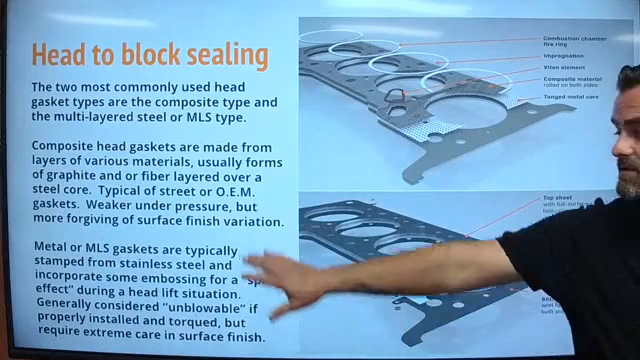 Head to block sealing
The two most commonly used head
gasket types are the composite type and
the multi-layered steel or MLS type.
Composite head gaskets are made from
layers of various materials, usually forms
of graphite and/or fiber layered over a
steel core. Typical of street or O.E.M.
gaskets. Weaker under pressure, but
more forgiving of surface finish variation.
Metal or MLS gaskets are typically
stamped from stainless steel and
incorporate some embossing for a "sp
effect" during a head lift situation.
Generally considered "unblowable" if
properly installed and torqued, but
require extreme care in surface finish.
Combustion chamber
fire ring
Impregnation
Viton element
Composite material
rolled on both sides
Tanged metal core
Top sheet
with full-surf